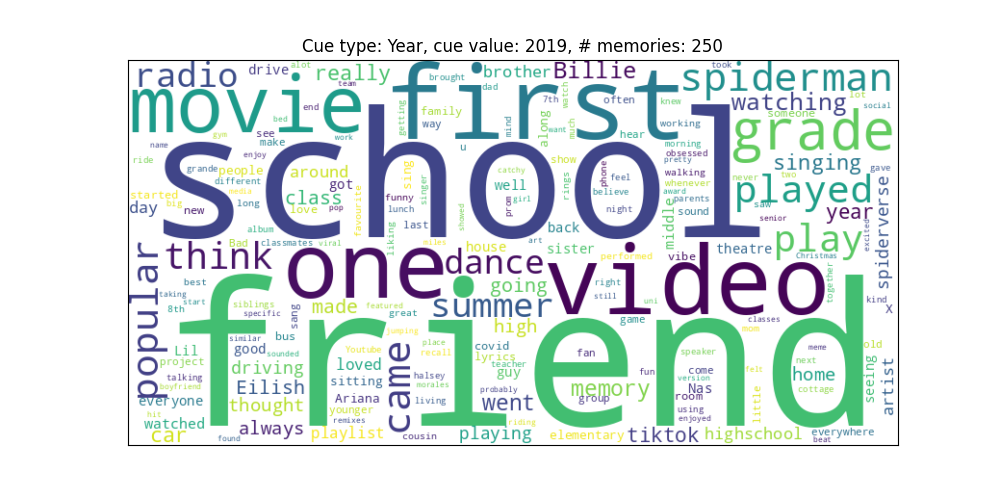 Cue type: Year, cue value: 2019, # memories: 250
radio drive alot really brought brother Billie took spiderman
name team dad
movie end bed getting family first 7th often knew watching lot social
way mind along watch much want hear working someone
gym see make work u morning grade
ride enjoy school catchy show obsessed pretty singing gave
grande people around sing singer well rings phone feel walking award never two
started different media got funny girl believe whenever played
day big new long class love pop favourite lunch prom night parents saw senior year
album last showed back sound middle excited spiderverse
Bad classmates viral liking milet art sister vibe theatre play
think one dance house performed Christmas
popular best video going right together
taking start siblings made featured summer still uni kind X
8th specific sang great high game classes
similar bus jumping covid mom old
Lil good sounded Youtube place recall lyrics fan speaker meme next
project driving loved came teacher guy fun come felt home seeing artist
talking boyfriend Eilish sitting halsey morales memory Nas version cottage
everyone hit thought Ariana living probably went group room using little
watched younger remixes friend enjoyed
car found always playlist cousin playing riding elementary tiktok highschool everywhere beat